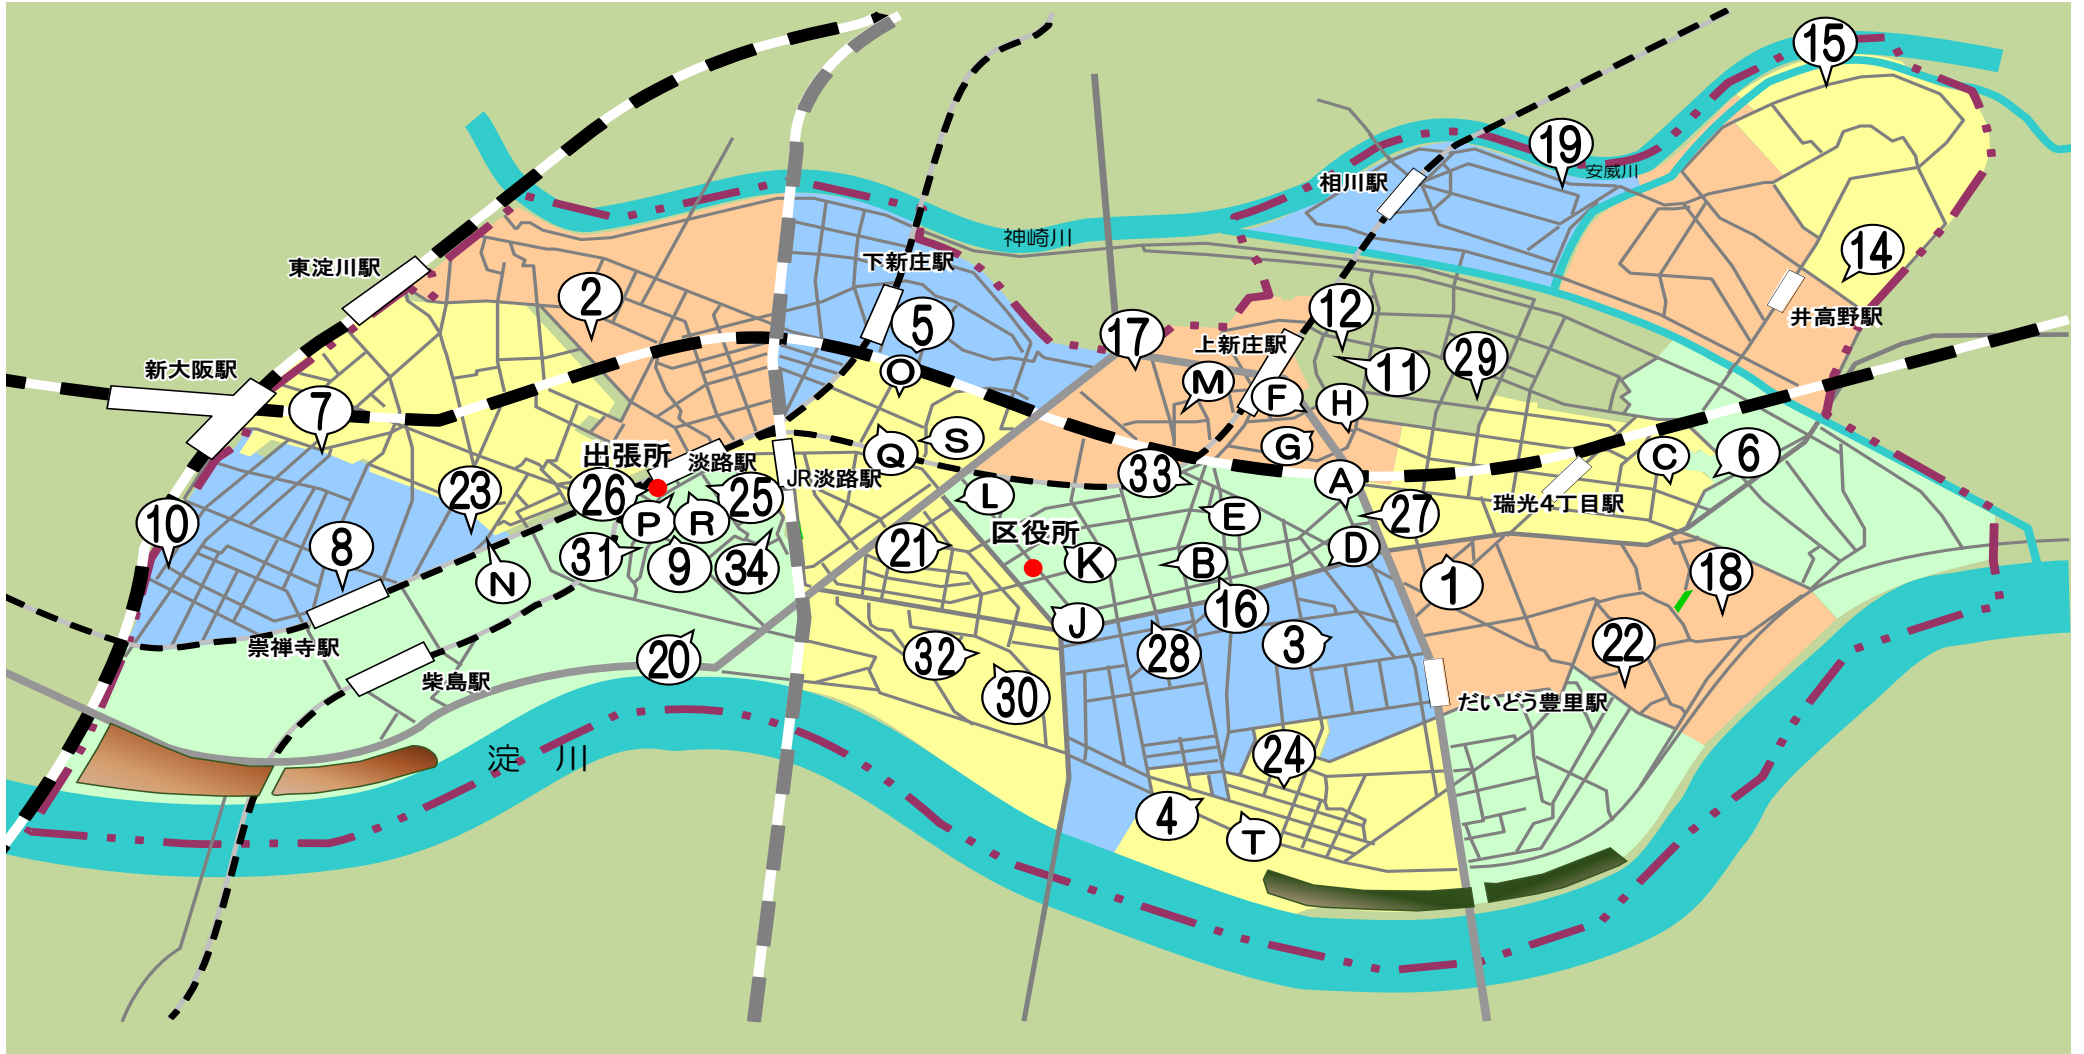 15
19
安威川
相川駅
神崎川
14
下新庄駅
東淀川駅
2
5
12
井高野駅
17
上新庄駅
11
29
新大阪駅
O
M
F
H
7
G
S
Q
出張所
淡路駅
JR淡路駅
33
A
C
6
23
26
25
L
瑞光4丁目駅
10
P
R
E
27
区役所
8
31
9
34
21
K
B
D
N
1
18
J
16
崇禅寺駅
20
32
28
3
22
柴島駅
30
だいどう豊里駅
淀川
24
4
T